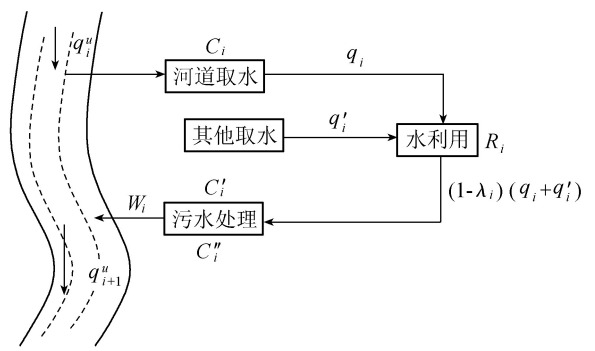 q_i^u
C_i
河道取水
q_i
其他取水
q_i′
水利用
R_i
(1-λ_i)(q_i+q_i′)
C_i′
W_i
污水处理
C_i″
q_{i+1}^u